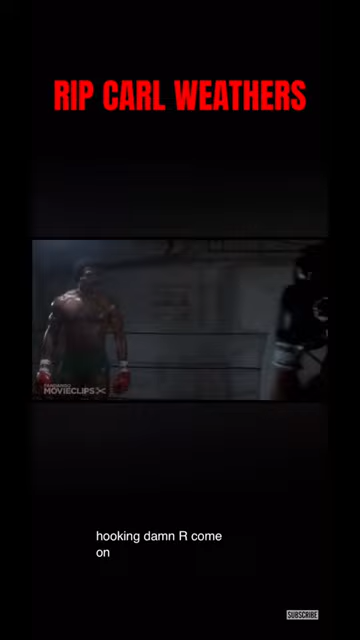 RIP CARL WEATHERS
FANDANGO
MOVIECLIPS
hooking damn R come
on
SUBSCRIBE